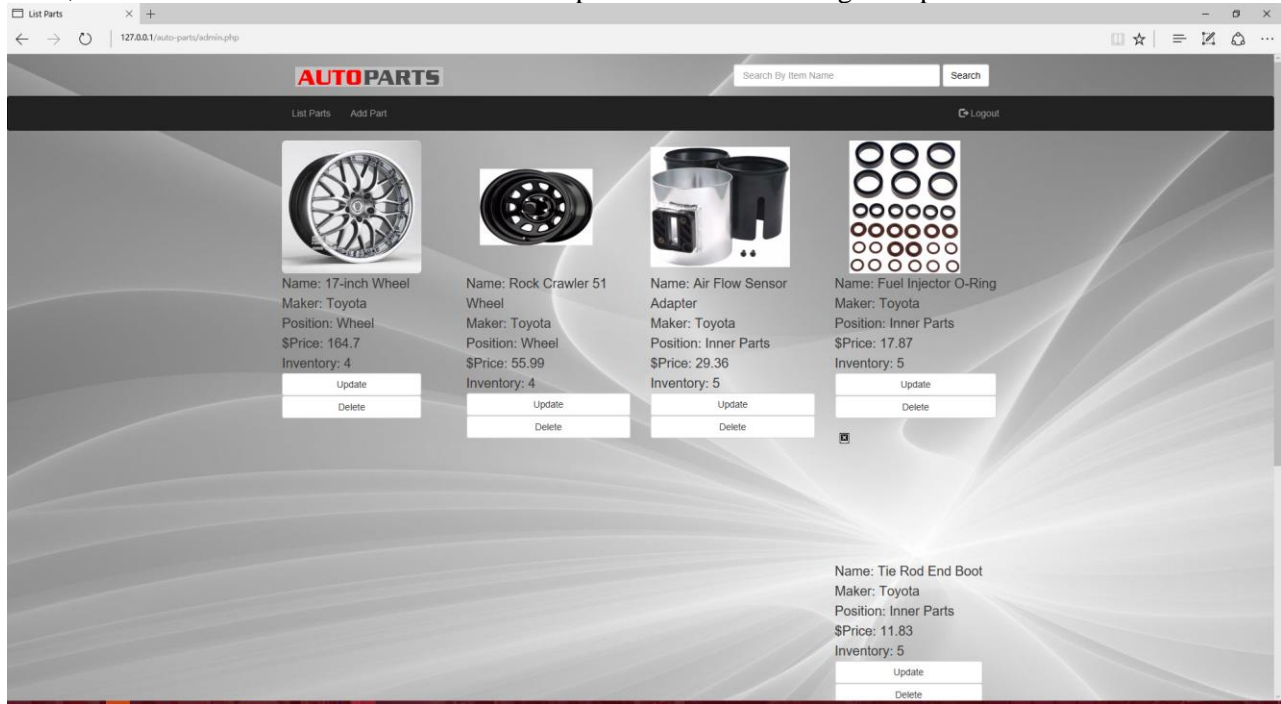 List Parts
127.0.0.1/auto-parts/admin.php
AUTOPARTS
Search By Item Name
Search
List Parts
Add Part
Logout
Name: 17-inch Wheel
Maker: Toyota
Position: Wheel
$Price: 164.7
Inventory: 4
Update
Delete
Name: Rock Crawler 51
Wheel
Maker: Toyota
Position: Wheel
$Price: 55.99
Inventory: 4
Update
Delete
Name: Air Flow Sensor
Adapter
Maker: Toyota
Position: Inner Parts
$Price: 29.36
Inventory: 5
Update
Delete
Name: Fuel Injector O-Ring
Maker: Toyota
Position: Inner Parts
$Price: 17.87
Inventory: 5
Update
Delete
Name: Tie Rod End Boot
Maker: Toyota
Position: Inner Parts
$Price: 11.83
Inventory: 5
Update
Delete